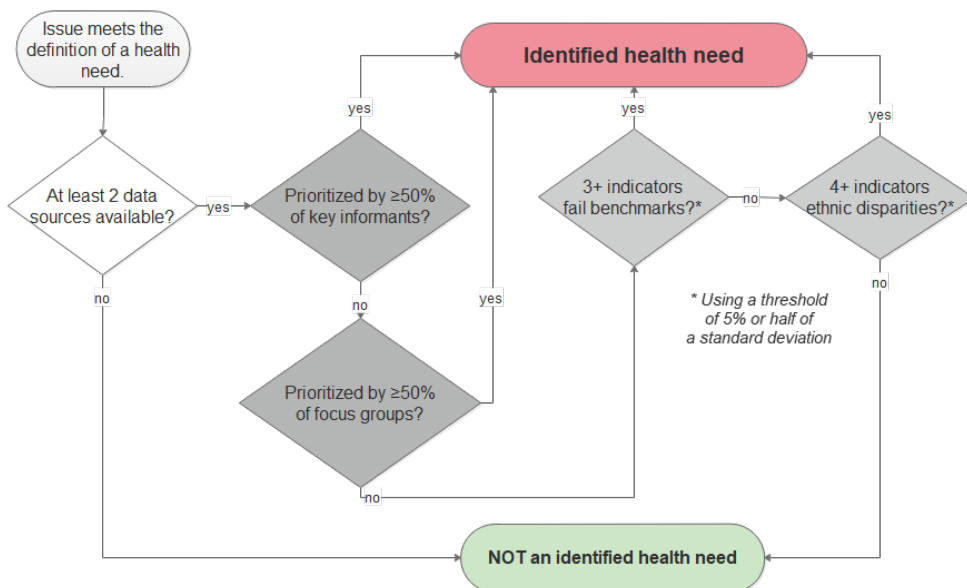 Issue meets the
definition of a health
need.
Identified health need
yes
yes
yes
At least 2 data
sources available?
yes
Prioritized by ≥50%
of key informants?
3+ indicators
fail benchmarks?*
no
4+ indicators
ethnic disparities?*
no
no
yes
no
* Using a threshold
of 5% or half of
a standard deviation
Prioritized by ≥50%
of focus groups?
no
NOT an identified health need